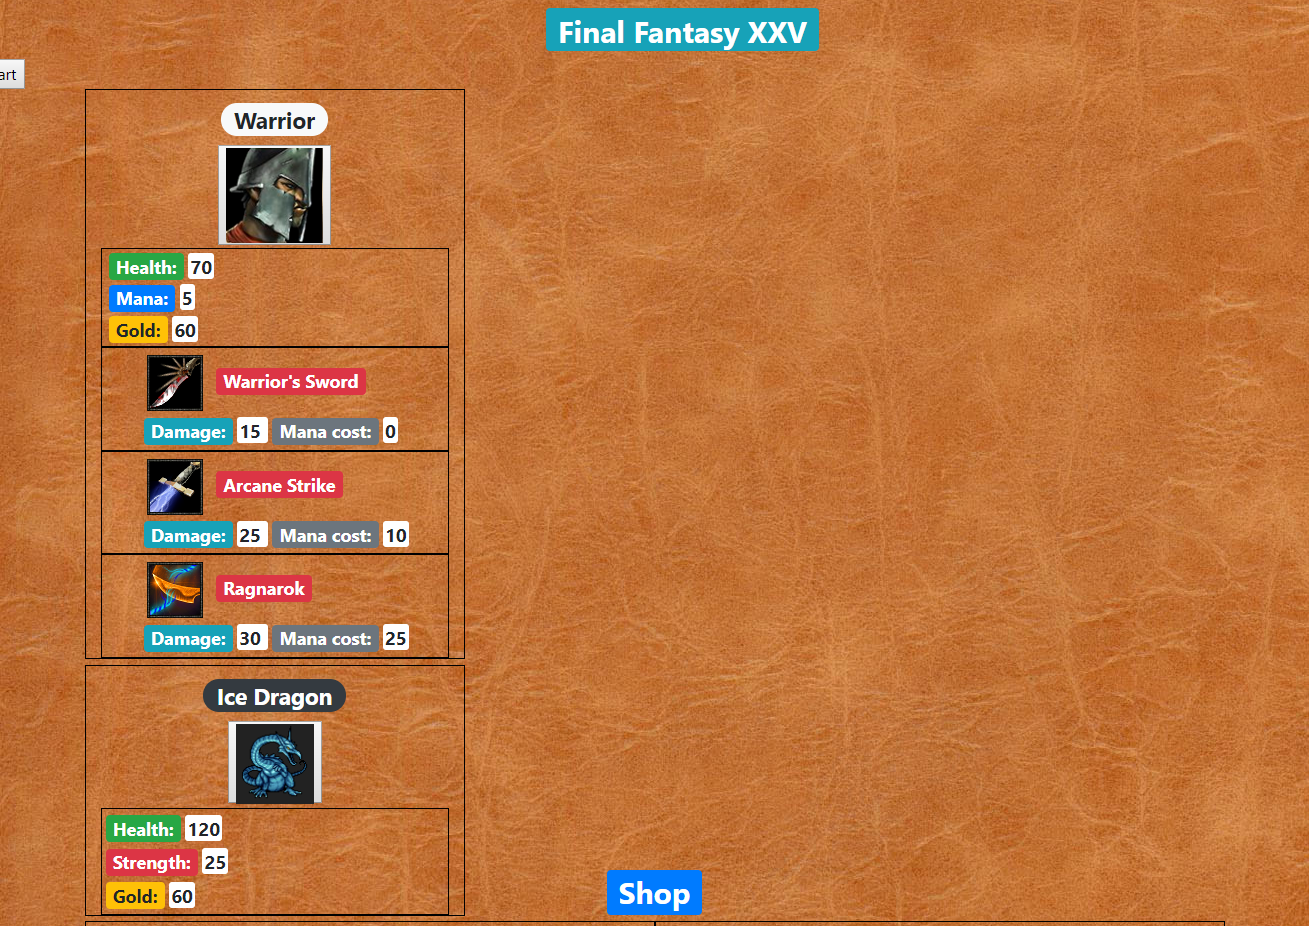 Final Fantasy XXV
art
Warrior
Health: 70
Mana: 5
Gold: 60
Warrior's Sword
Damage: 15 Mana cost: 0
Arcane Strike
Damage: 25 Mana cost: 10
Ragnarok
Damage: 30 Mana cost: 25
Ice Dragon
Health: 120
Strength: 25
Gold: 60
Shop